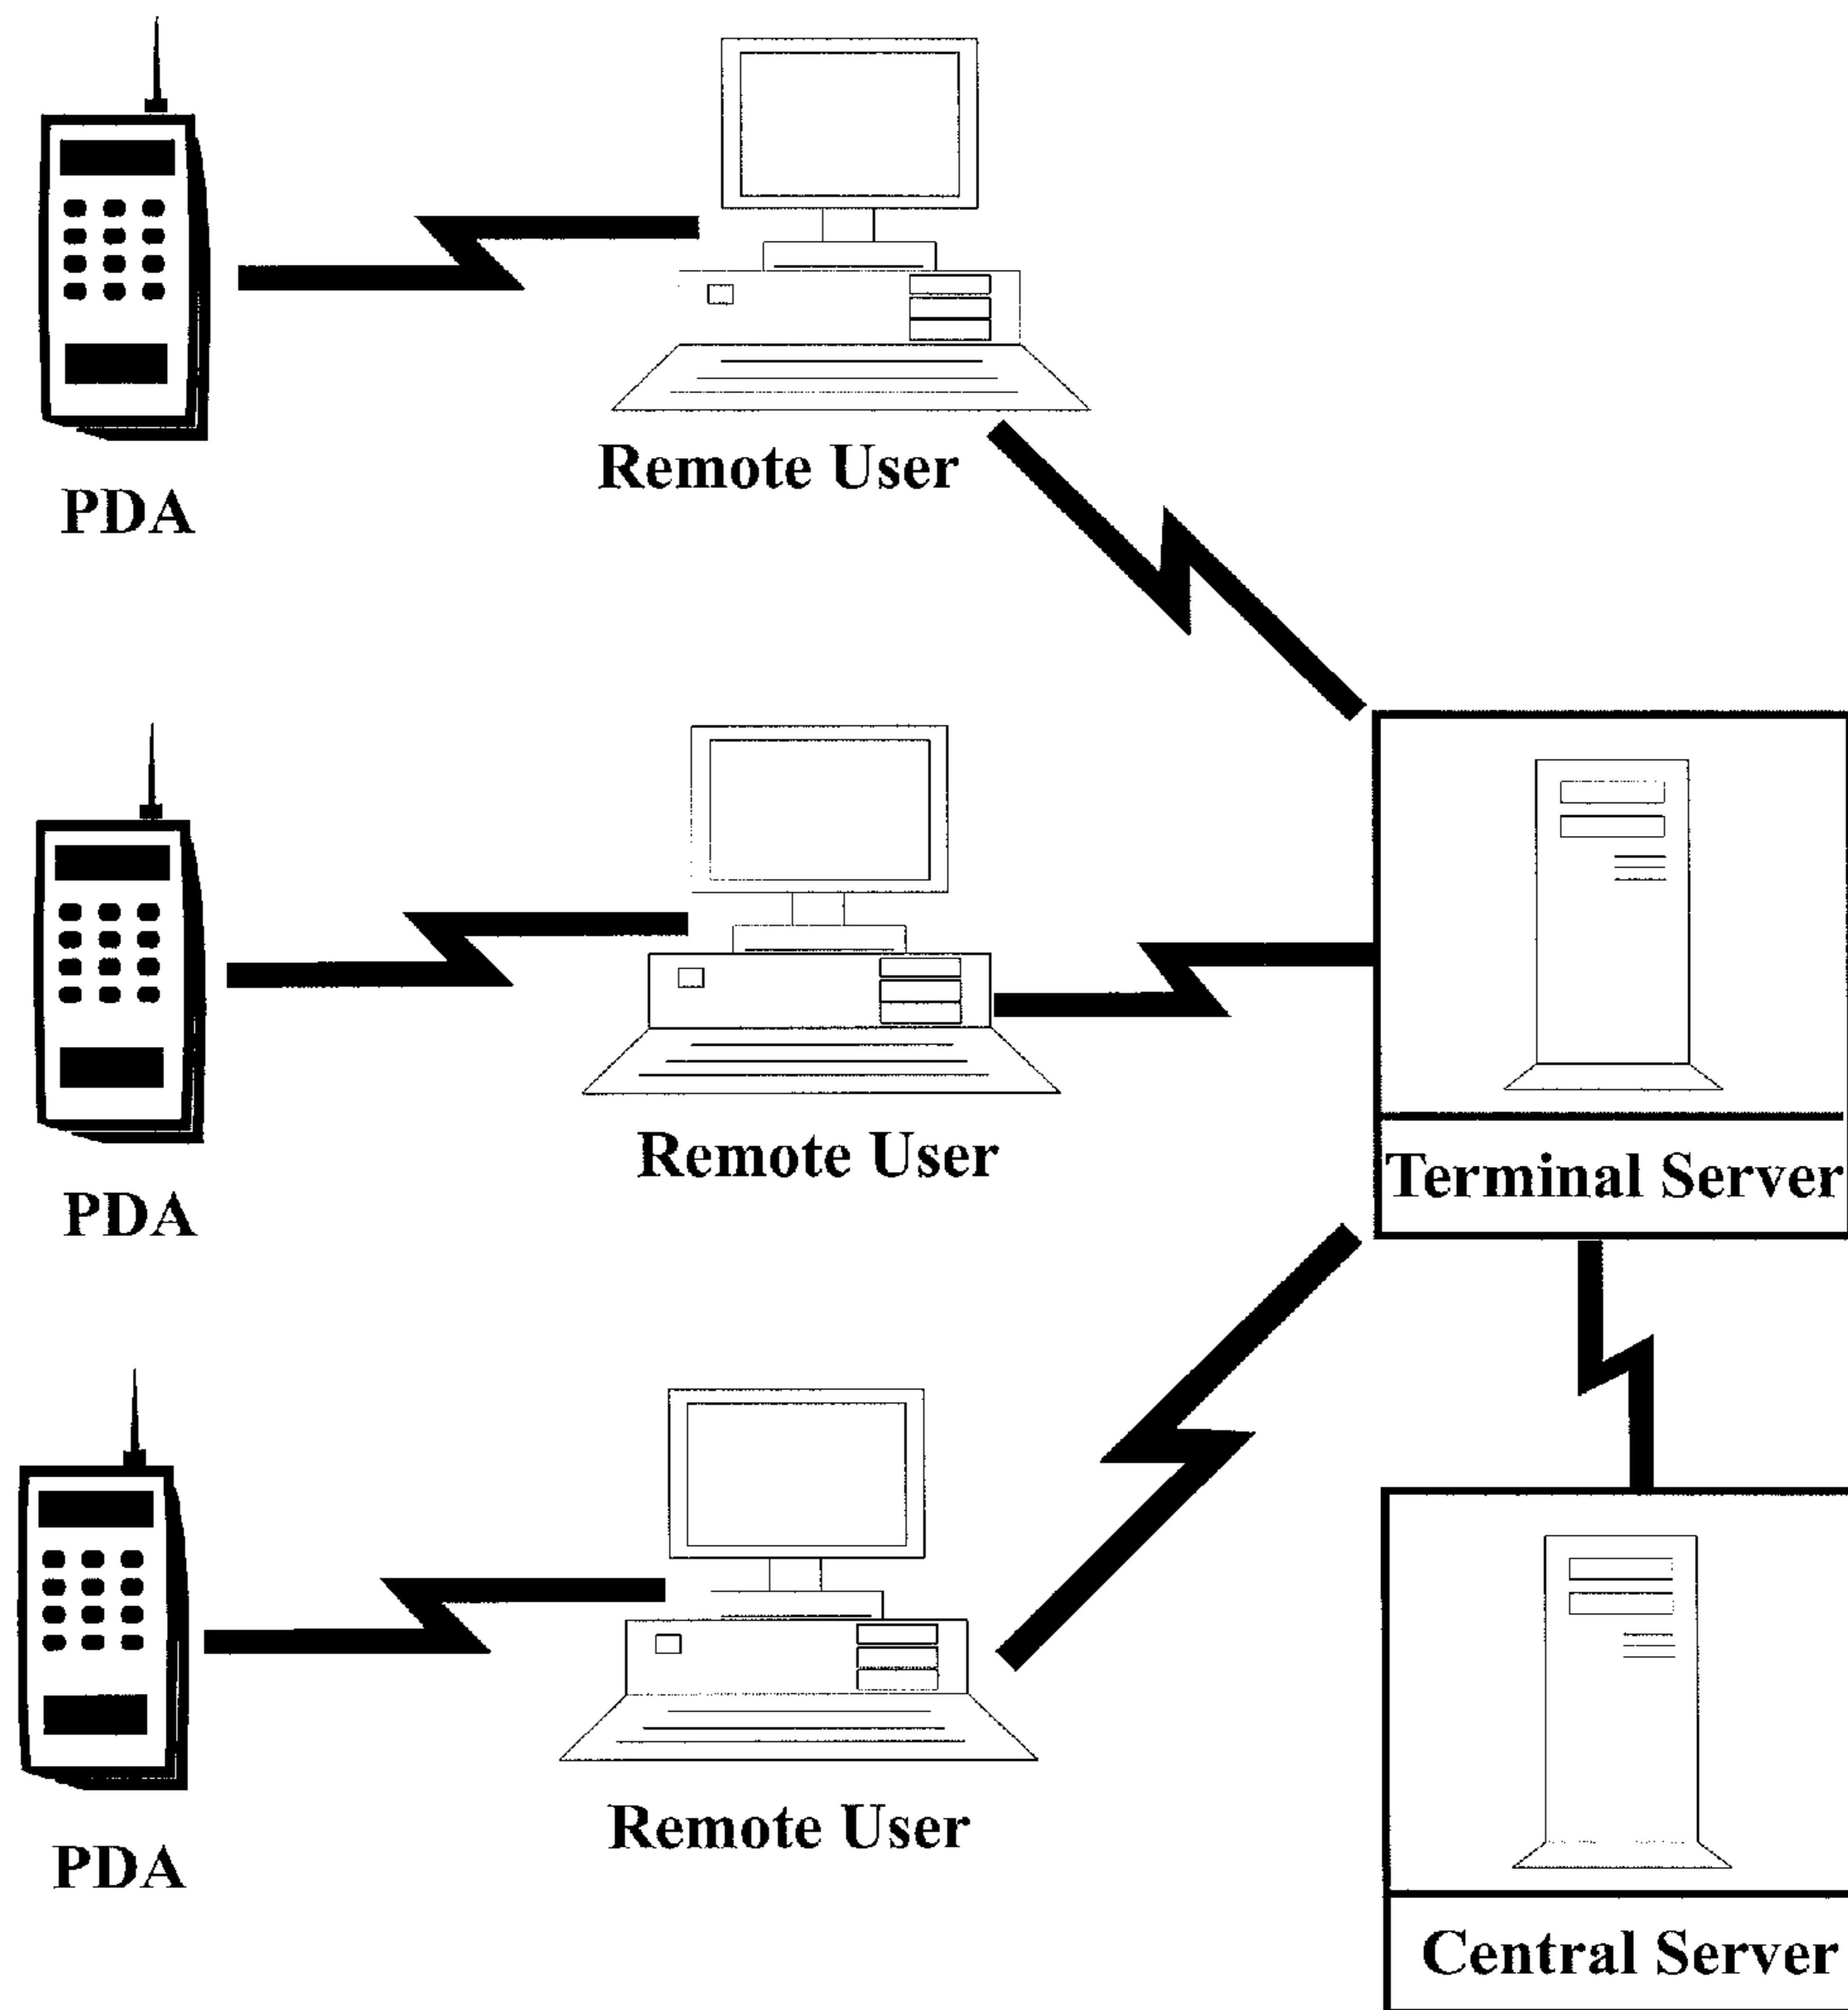 Remote User
PDA
Remote User
Terminal Server
PDA
Remote User
PDA
Central Server